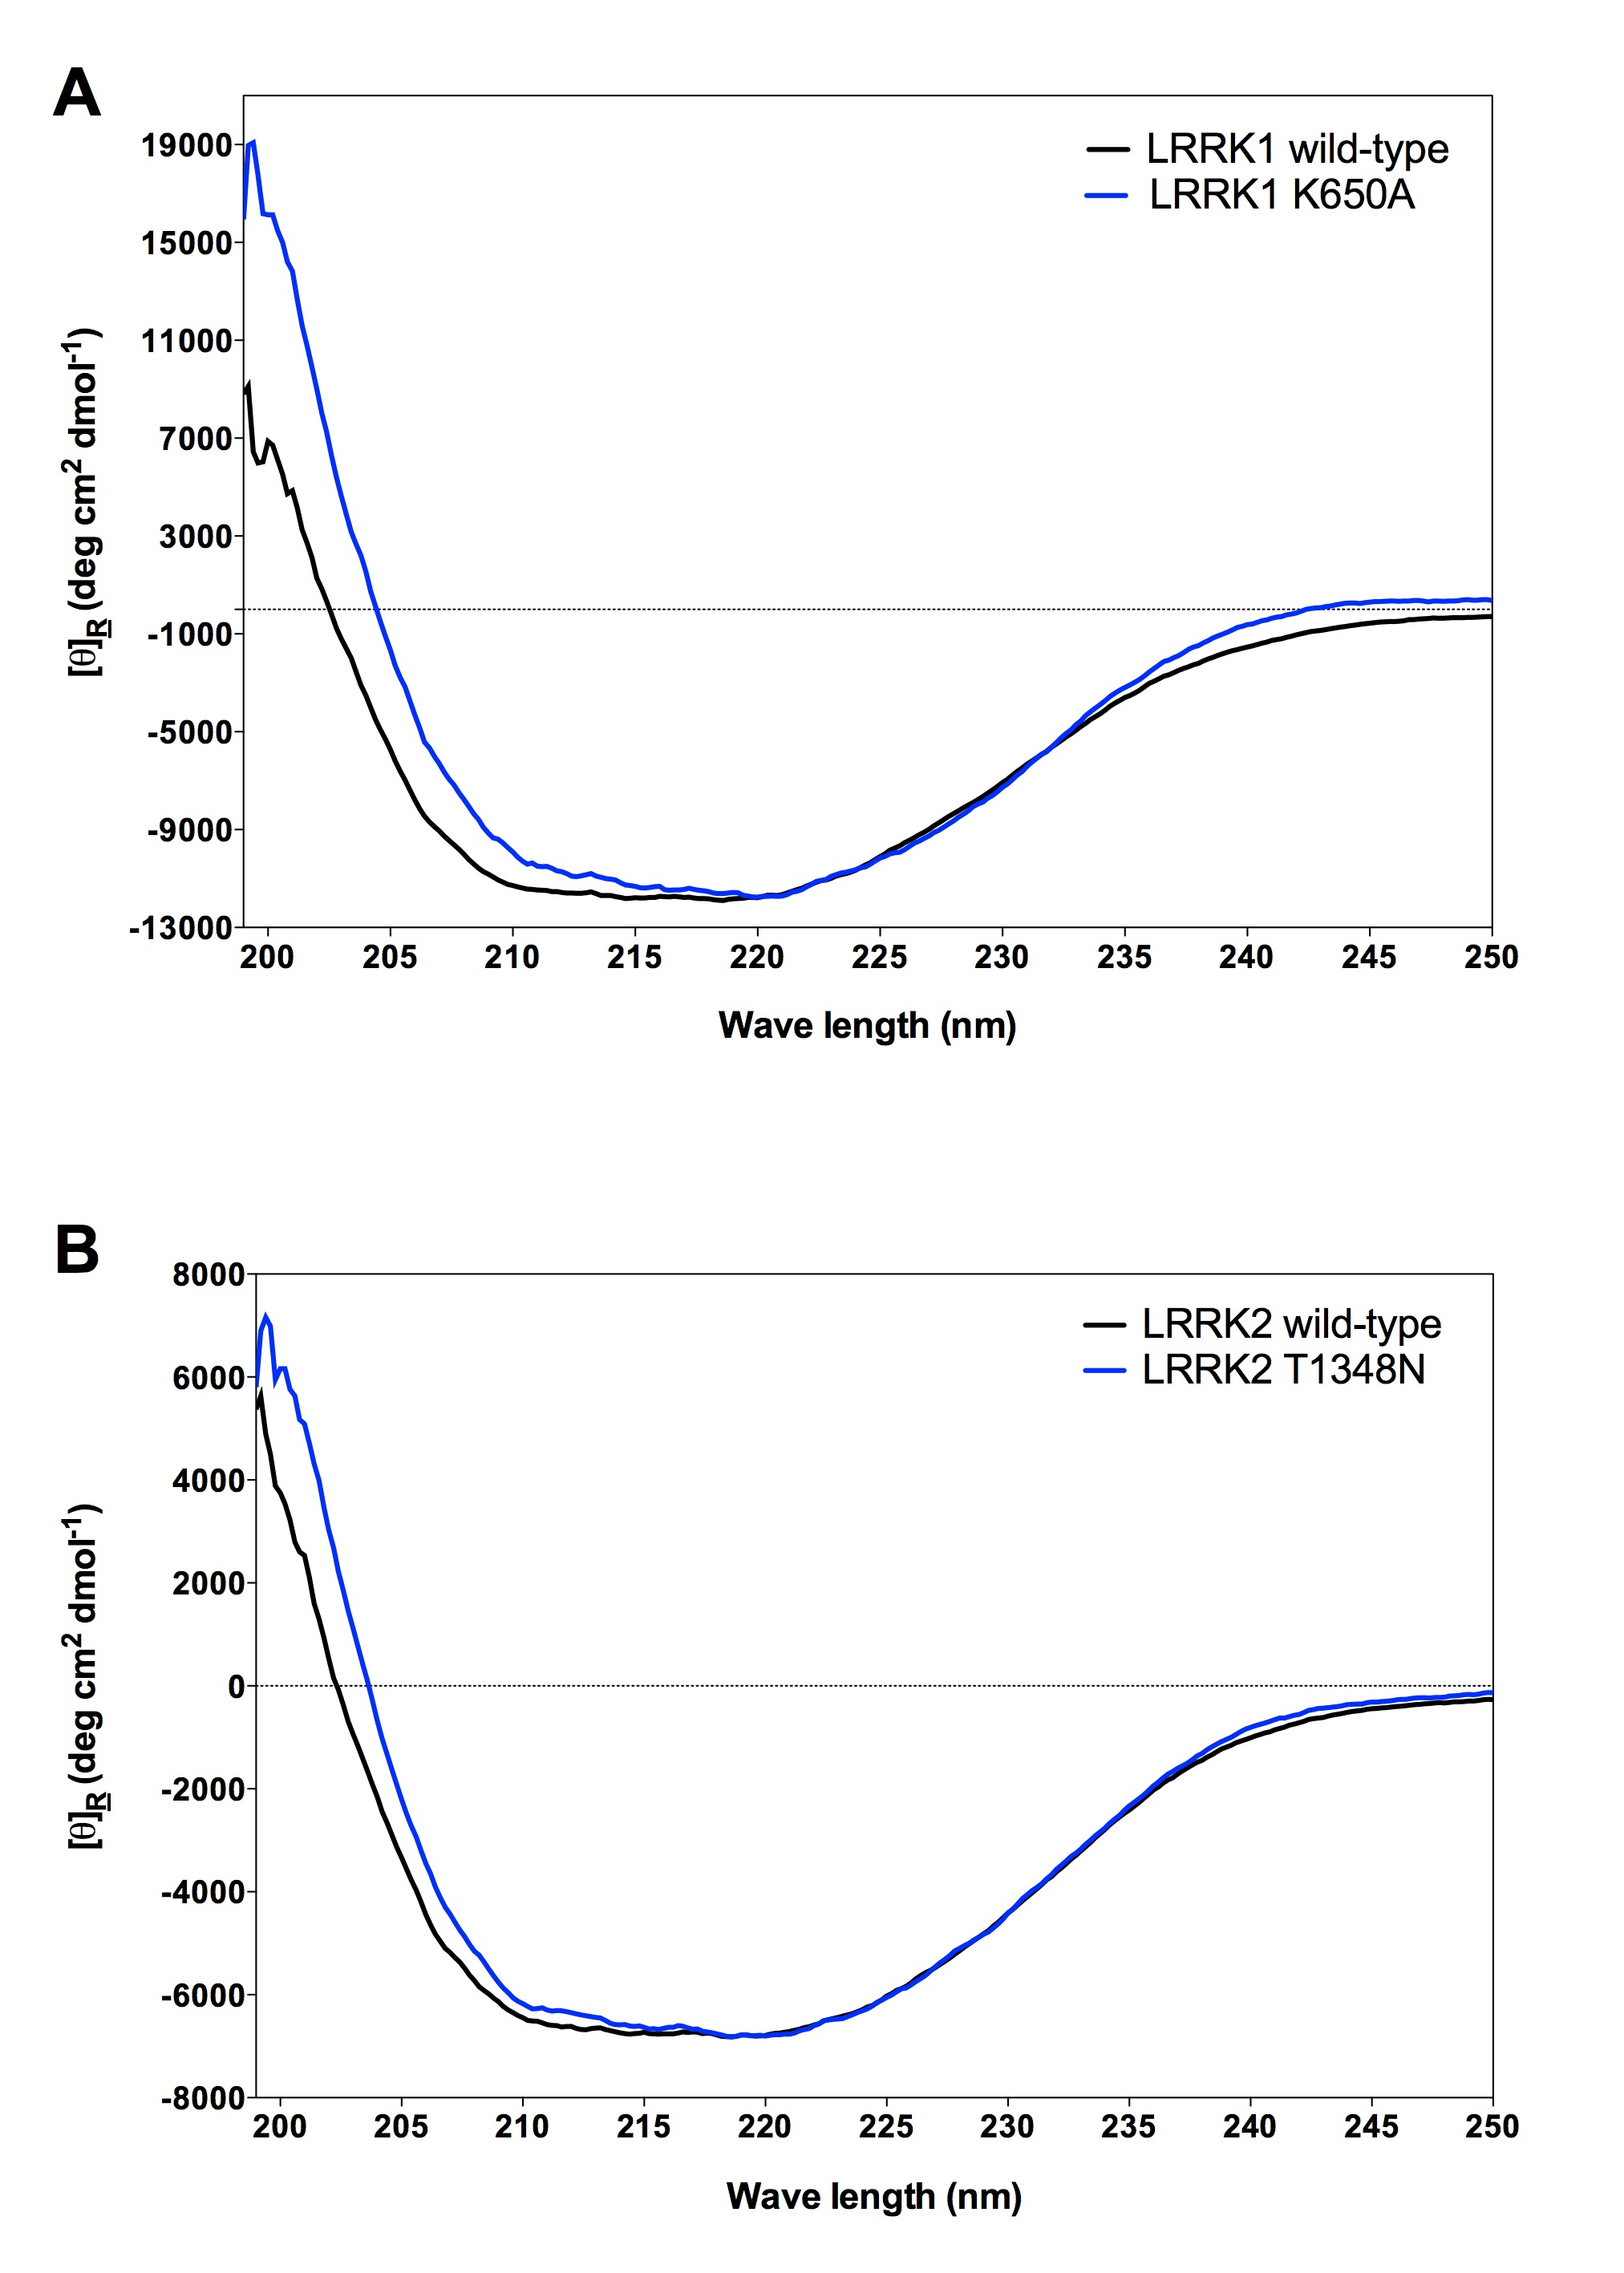 A
LRRK1 wild-type
LRRK1 K650A
19000
15000
11000
7000
3000
-1000
-5000
-9000
-13000
[θ]R (deg cm2 dmol-1)
200 205 210 215 220 225 230 235 240 245 250
Wave length (nm)
B
LRRK2 wild-type
LRRK2 T1348N
8000
6000
4000
2000
0
-2000
-4000
-6000
-8000
[θ]R (deg cm2 dmol-1)
200 205 210 215 220 225 230 235 240 245 250
Wave length (nm)